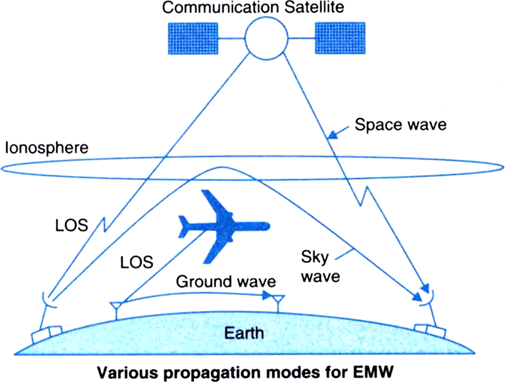 Communication Satellite
Space wave
Ionosphere
LOS
LOS
Sky
wave
Ground wave
Earth
Various propagation modes for EMW